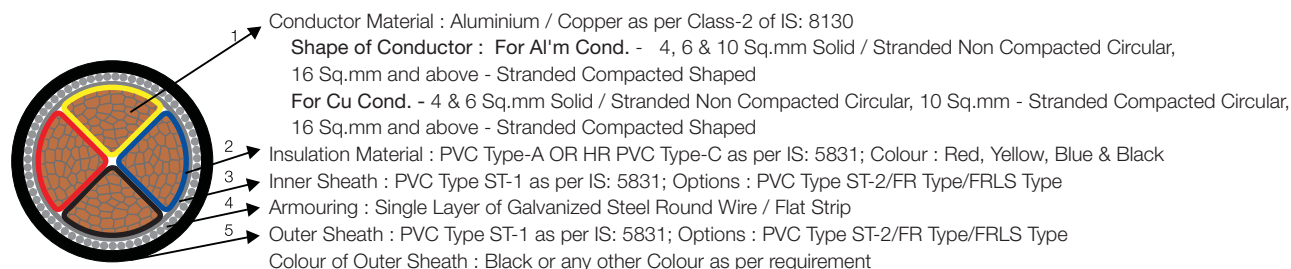 1
Conductor Material : Aluminium / Copper as per Class-2 of IS: 8130
Shape of Conductor : For Al'm Cond. - 4, 6 & 10 Sq.mm Solid / Stranded Non Compacted Circular,
16 Sq.mm and above - Stranded Compacted Shaped
For Cu Cond. - 4 & 6 Sq.mm Solid / Stranded Non Compacted Circular, 10 Sq.mm - Stranded Compacted Circular,
16 Sq.mm and above - Stranded Compacted Shaped
2
Insulation Material : PVC Type-A OR HR PVC Type-C as per IS: 5831; Colour : Red, Yellow, Blue & Black
3
Inner Sheath : PVC Type ST-1 as per IS: 5831; Options : PVC Type ST-2/FR Type/FRLS Type
4
Armouring : Single Layer of Galvanized Steel Round Wire / Flat Strip
5
Outer Sheath : PVC Type ST-1 as per IS: 5831; Options : PVC Type ST-2/FR Type/FRLS Type
Colour of Outer Sheath : Black or any other Colour as per requirement